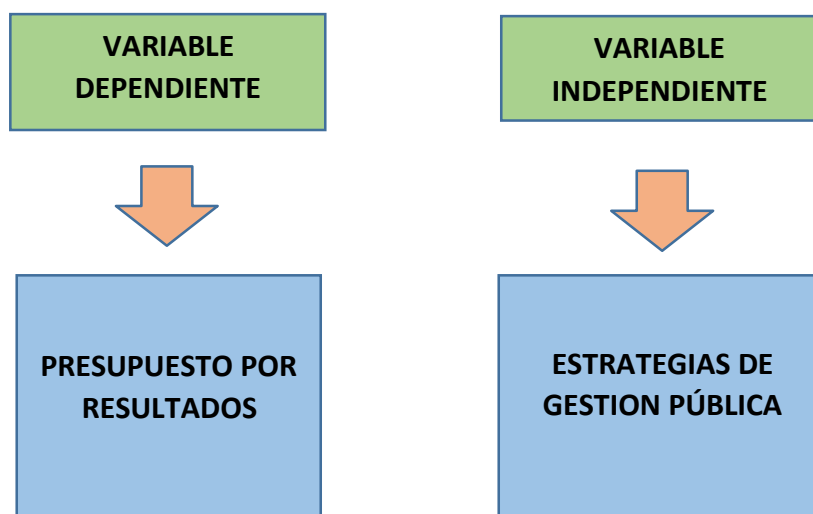 VARIABLE
DEPENDIENTE
VARIABLE
INDEPENDIENTE
PRESUPUESTO POR
RESULTADOS
ESTRATEGIAS DE
GESTION PÚBLICA